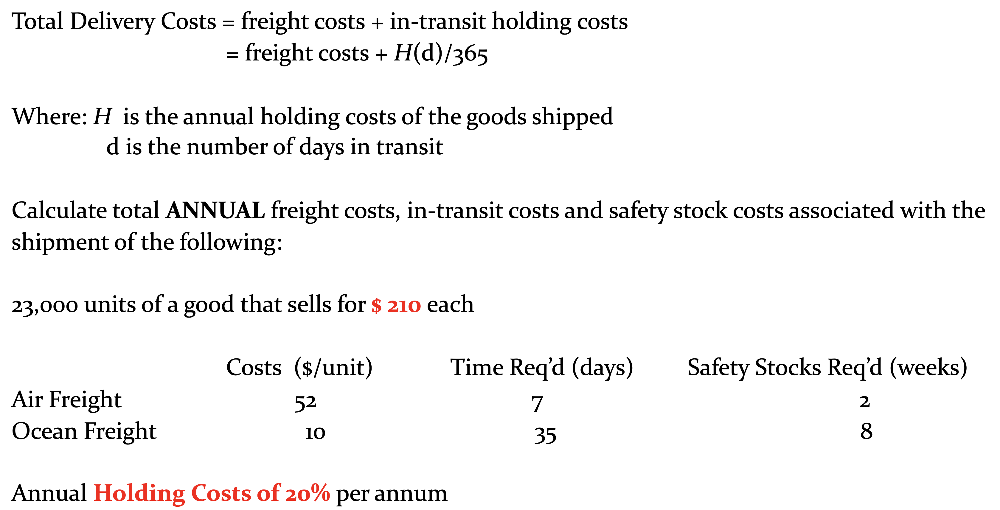 Total Delivery Costs = freight costs + in-transit holding costs
= freight costs + H(d)/365
Where: H is the annual holding costs of the goods shipped
d is the number of days in transit
Calculate total ANNUAL freight costs, in-transit costs and safety stock costs associated with the
shipment of the following:
23,000 units of a good that sells for $ 210 each
Costs ($/unit) Time Req’d (days) Safety Stocks Req’d (weeks)
Air Freight 52 7 2
Ocean Freight 10 35 8
Annual Holding Costs of 20% per annum